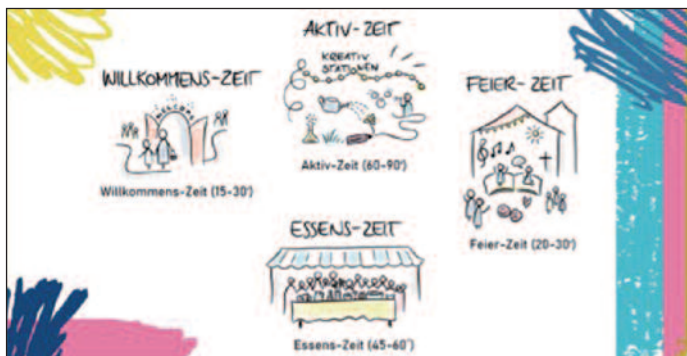 WILLKOMMENS-ZEIT
WELCOME
Willkommens-Zeit (15-30')
AKTIV-ZEIT
KREATIV
STATIONEN
Aktiv-Zeit (60-90')
FEIER-ZEIT
Feier-Zeit (20-30')
ESSENS-ZEIT
Essens-Zeit (45-60')